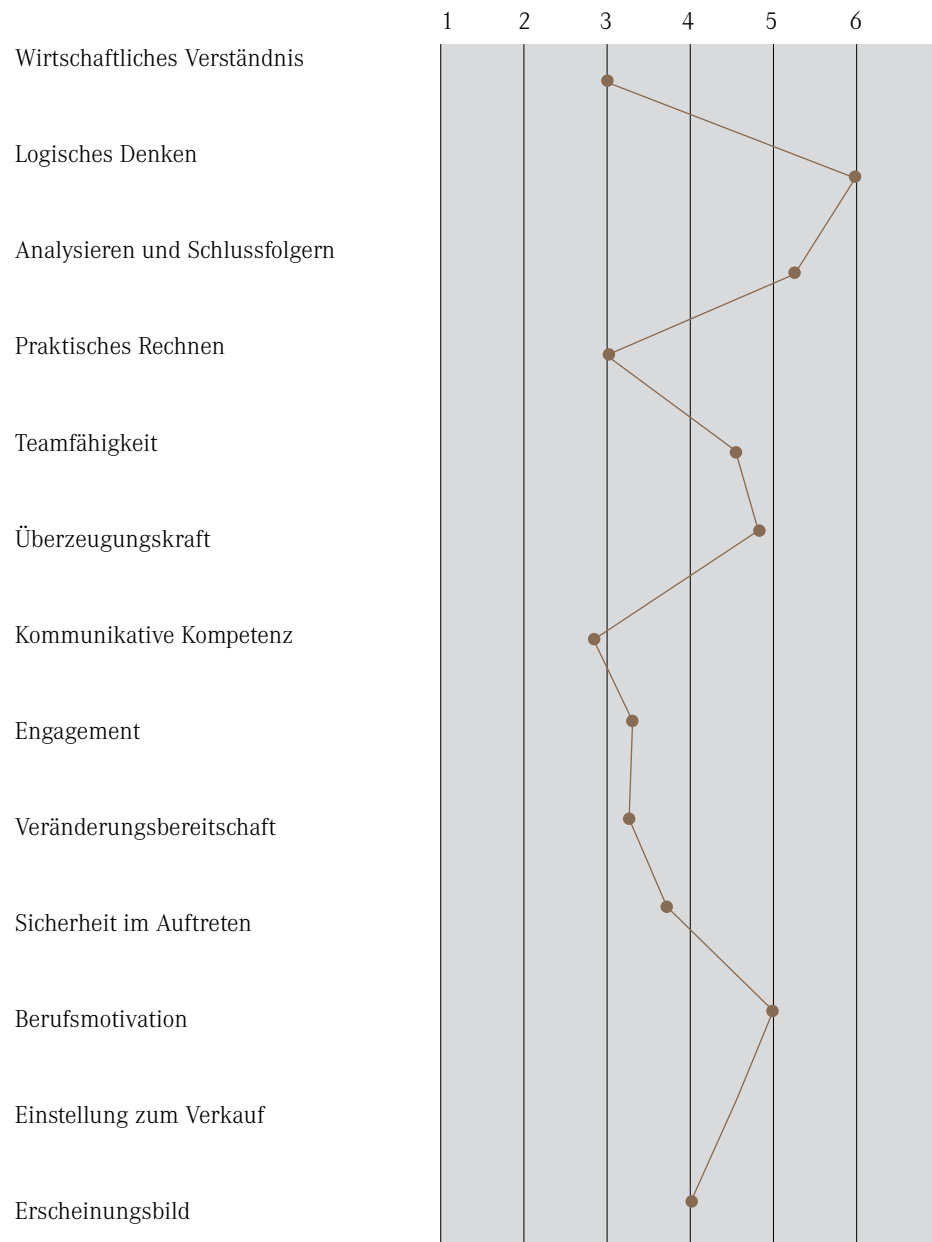 1 2 3 4 5 6
Wirtschaftliches Verständnis
Logisches Denken
Analysieren und Schlussfolgern
Praktisches Rechnen
Teamfähigkeit
Überzeugungskraft
Kommunikative Kompetenz
Engagement
Veränderungsbereitschaft
Sicherheit im Auftreten
Berufsmotivation
Einstellung zum Verkauf
Erscheinungsbild